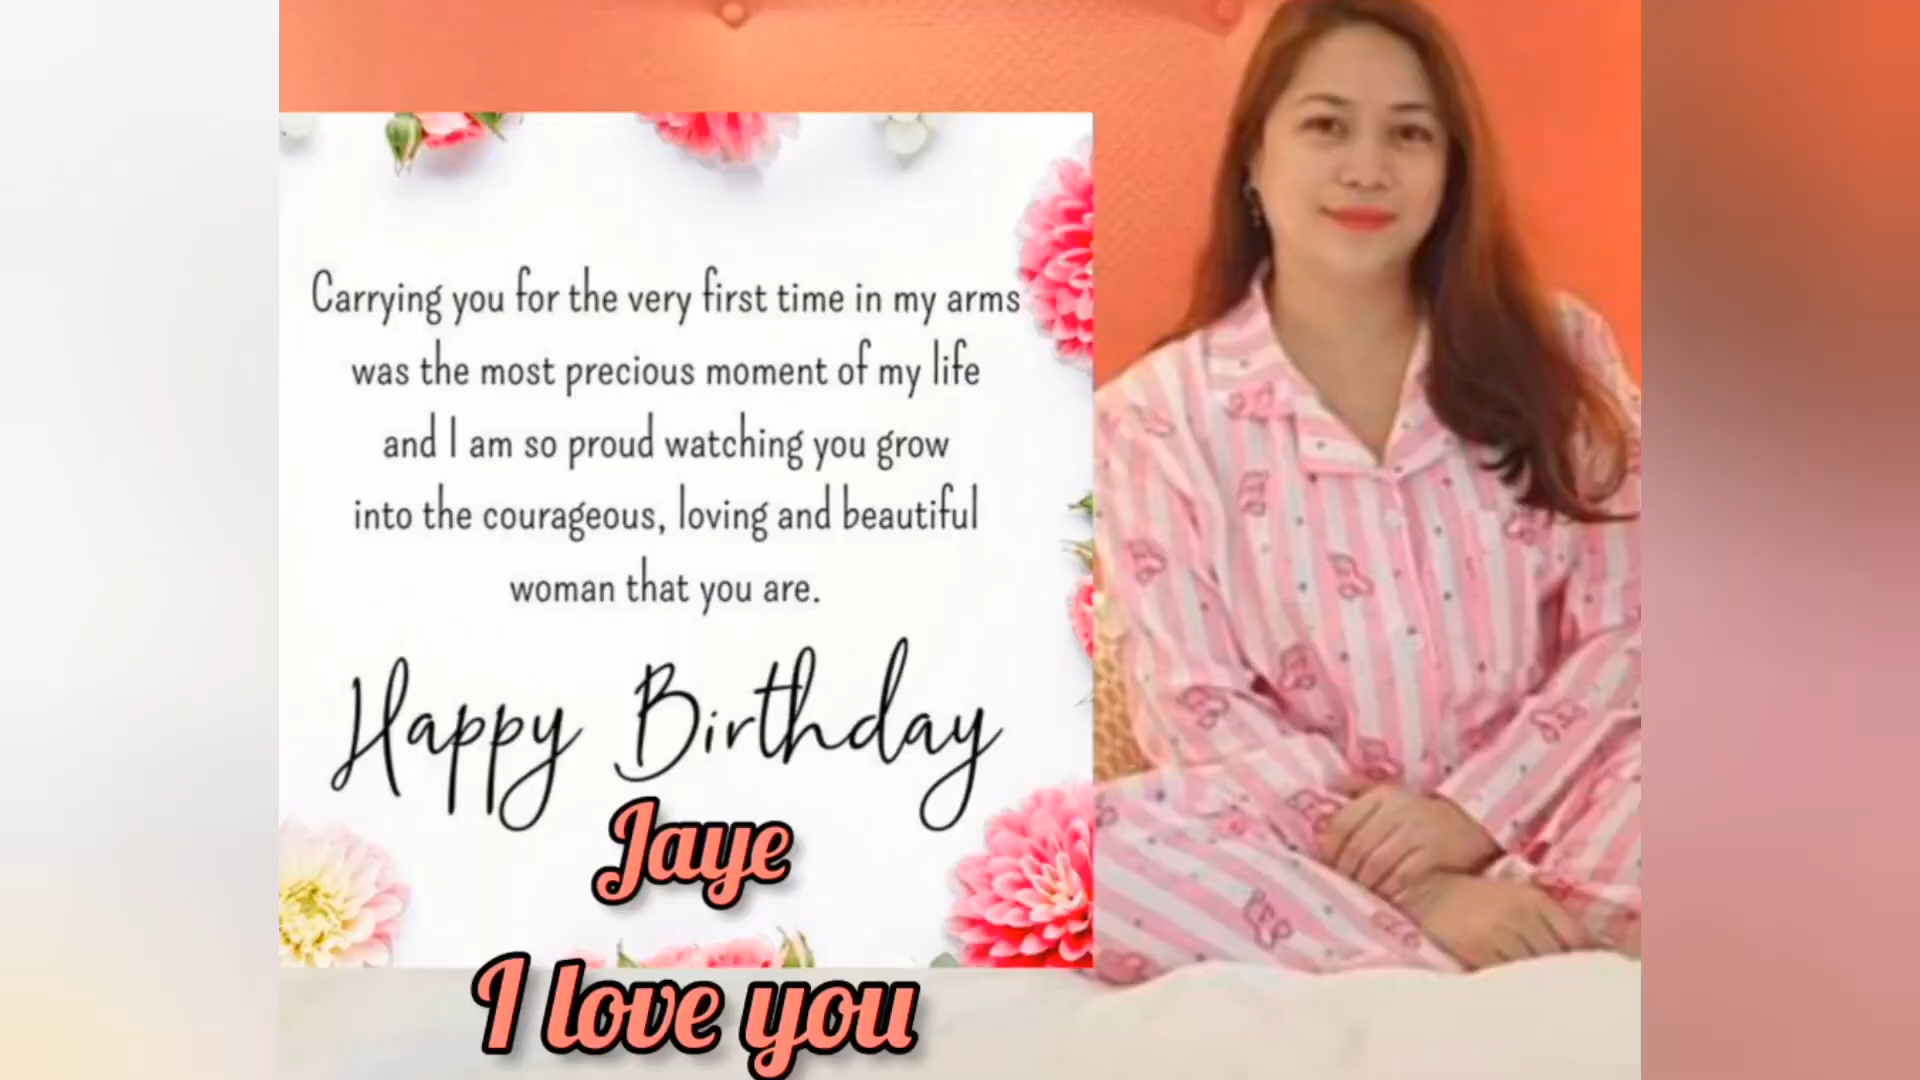 Carrying you for the very first time in my arms
was the most precious moment of my life
and I am so proud watching you grow
into the courageous, loving and beautiful
woman that you are.
Happy Birthday
Jaye
I love you